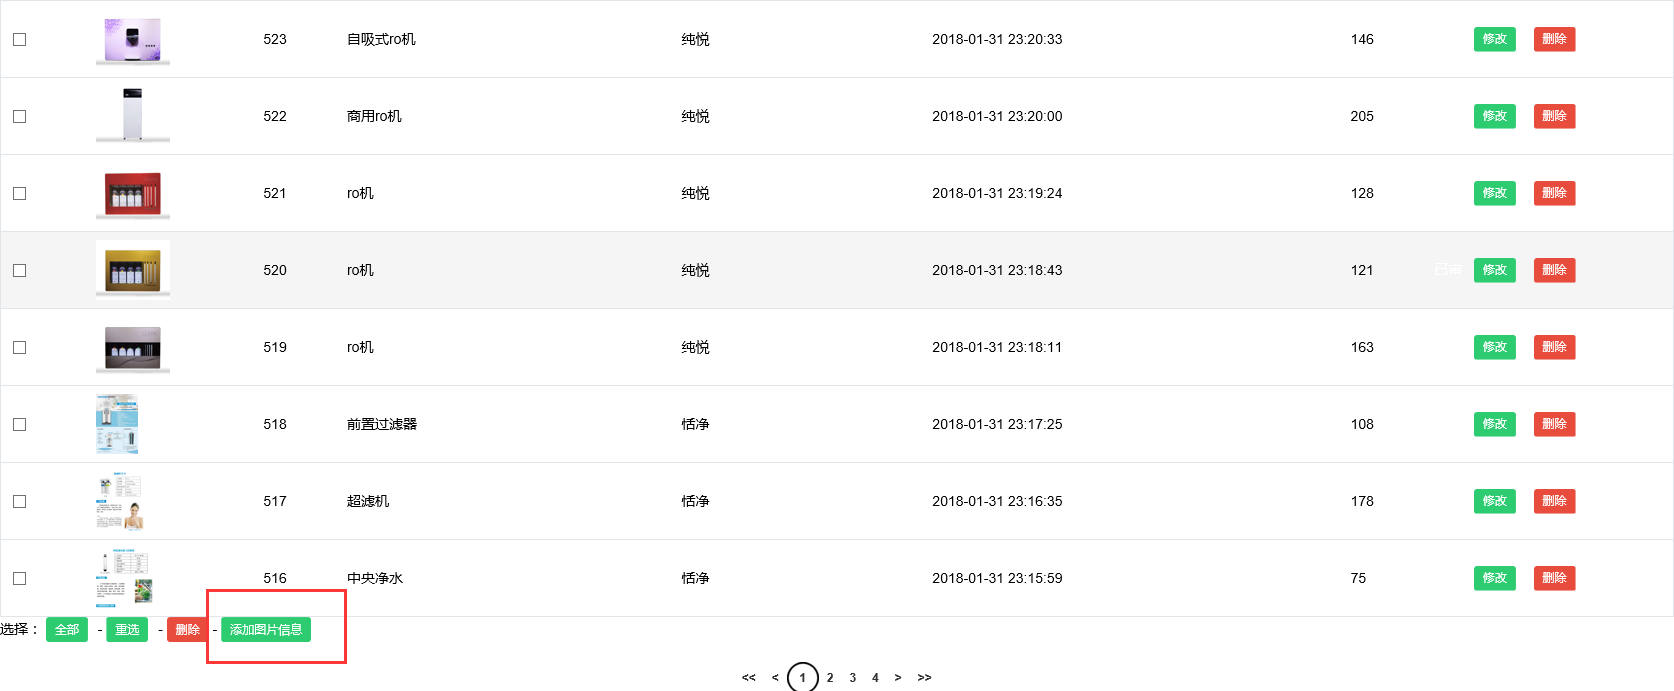 523 自吸式ro机 纯悦 2018-01-31 23:20:33 146 修改 删除
522 商用ro机 纯悦 2018-01-31 23:20:00 205 修改 删除
521 ro机 纯悦 2018-01-31 23:19:24 128 修改 删除
520 ro机 纯悦 2018-01-31 23:18:43 121 已审 修改 删除
519 ro机 纯悦 2018-01-31 23:18:11 163 修改 删除
518 前置过滤器 恬净 2018-01-31 23:17:25 108 修改 删除
517 超滤机 恬净 2018-01-31 23:16:35 178 修改 删除
516 中央净水 恬净 2018-01-31 23:15:59 75 修改 删除
选择： 全部 - 重选 - 删除 - 添加图片信息
<< < 1 2 3 4 > >>